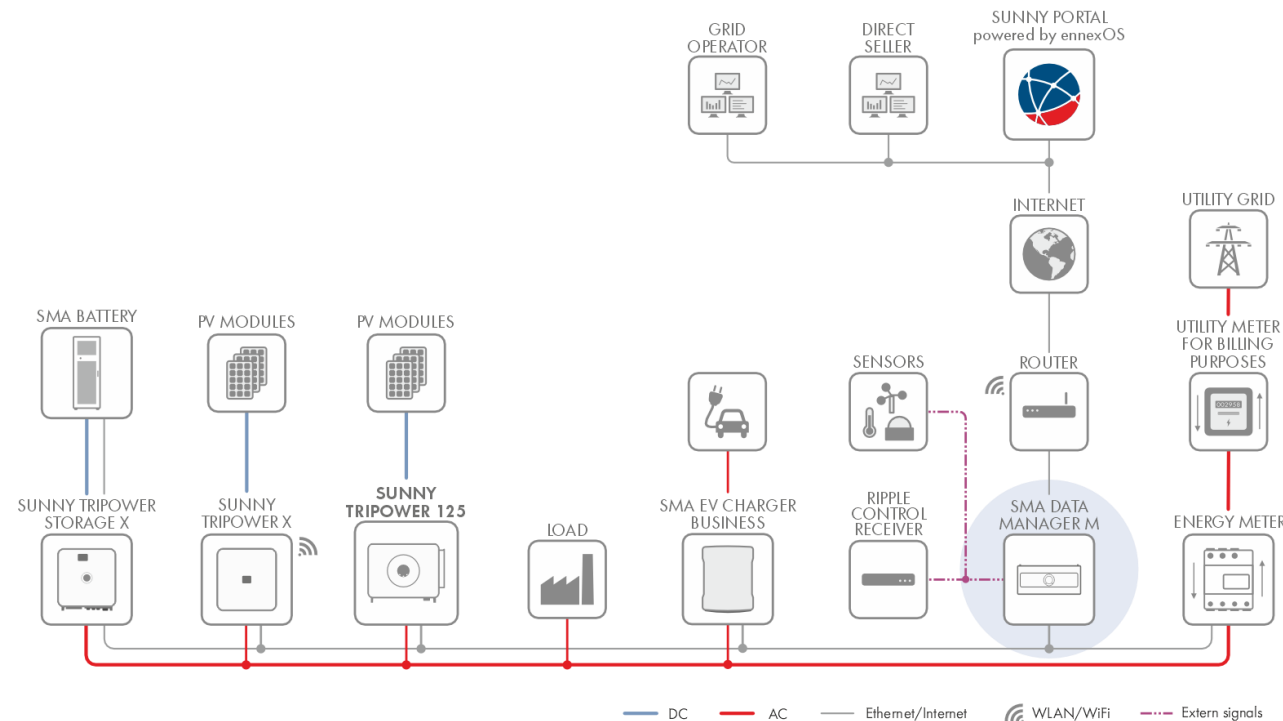 GRID
OPERATOR
DIRECT
SELLER
SUNNY PORTAL
powered by ennexOS
INTERNET
UTILITY GRID
SMA BATTERY
PV MODULES
PV MODULES
SENSORS
ROUTER
UTILITY METER
FOR BILLING
PURPOSES
002938
SUNNY TRIPOWER
STORAGE X
SUNNY
TRIPOWER X
SUNNY
TRIPOWER 125
LOAD
SMA EV CHARGER
BUSINESS
RIPPLE
CONTROL
RECEIVER
SMA DATA
MANAGER M
ENERGY METER
DC
AC
Ethernet/Internet
WLAN/WiFi
Extern signals